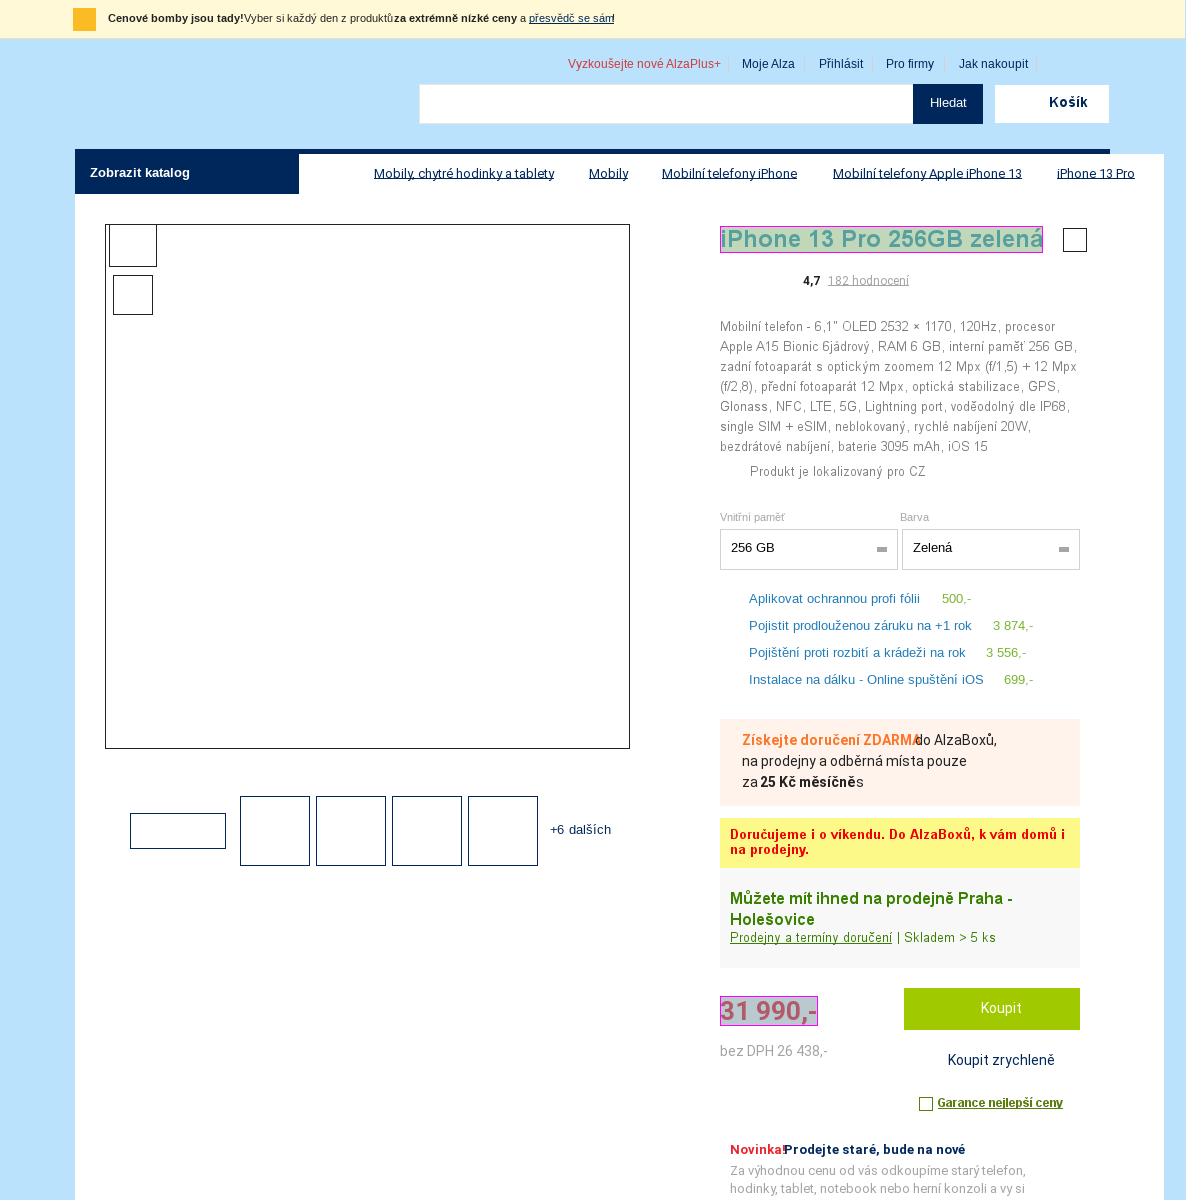 Cenové bomby jsou tady! Vyber si každý den z produktů za extrémně nízké ceny a přesvědč se sám!
Vyzkoušejte nové AlzaPlus+ Moje Alza Přihlásit Pro firmy Jak nakoupit
Hledat Košík
Zobrazit katalog Mobily, chytré hodinky a tablety Mobily Mobilní telefony iPhone Mobilní telefony Apple iPhone 13 iPhone 13 Pro
iPhone 13 Pro 256GB zelená
4,7 182 hodnocení
Mobilní telefon - 6,1" OLED 2532 × 1170, 120Hz, procesor
Apple A15 Bionic 6jádrový, RAM 6 GB, interní paměť 256 GB,
zadní fotoaparát s optickým zoomem 12 Mpx (f/1,5) + 12 Mpx
(f/2,8), přední fotoaparát 12 Mpx, optická stabilizace, GPS,
Glonass, NFC, LTE, 5G, Lightning port, voděodolný dle IP68,
single SIM + eSIM, neblokovaný, rychlé nabíjení 20W,
bezdrátové nabíjení, baterie 3095 mAh, iOS 15
Produkt je lokalizovaný pro CZ
Vnitřní paměť Barva
256 GB Zelená
Aplikovat ochrannou profi fólii 500,-
Pojistit prodlouženou záruku na +1 rok 3 874,-
Pojištění proti rozbití a krádeži na rok 3 556,-
Instalace na dálku - Online spuštění iOS 699,-
Získejte doručení ZDARMA do AlzaBoxů,
na prodejny a odběrná místa pouze
za 25 Kč měsíčně s
+6 dalších
Doručujeme i o víkendu. Do AlzaBoxů, k vám domů i
na prodejny.
Můžete mít ihned na prodejně Praha -
Holešovice
Prodejny a termíny doručení | Skladem > 5 ks
31 990,- Koupit
bez DPH 26 438,-
Koupit zrychleně
Garance nejlepší ceny
Novinka! Prodejte staré, bude na nové
Za výhodnou cenu od vás odkoupíme starý telefon,
hodinky, tablet, notebook nebo herní konzoli a vy si